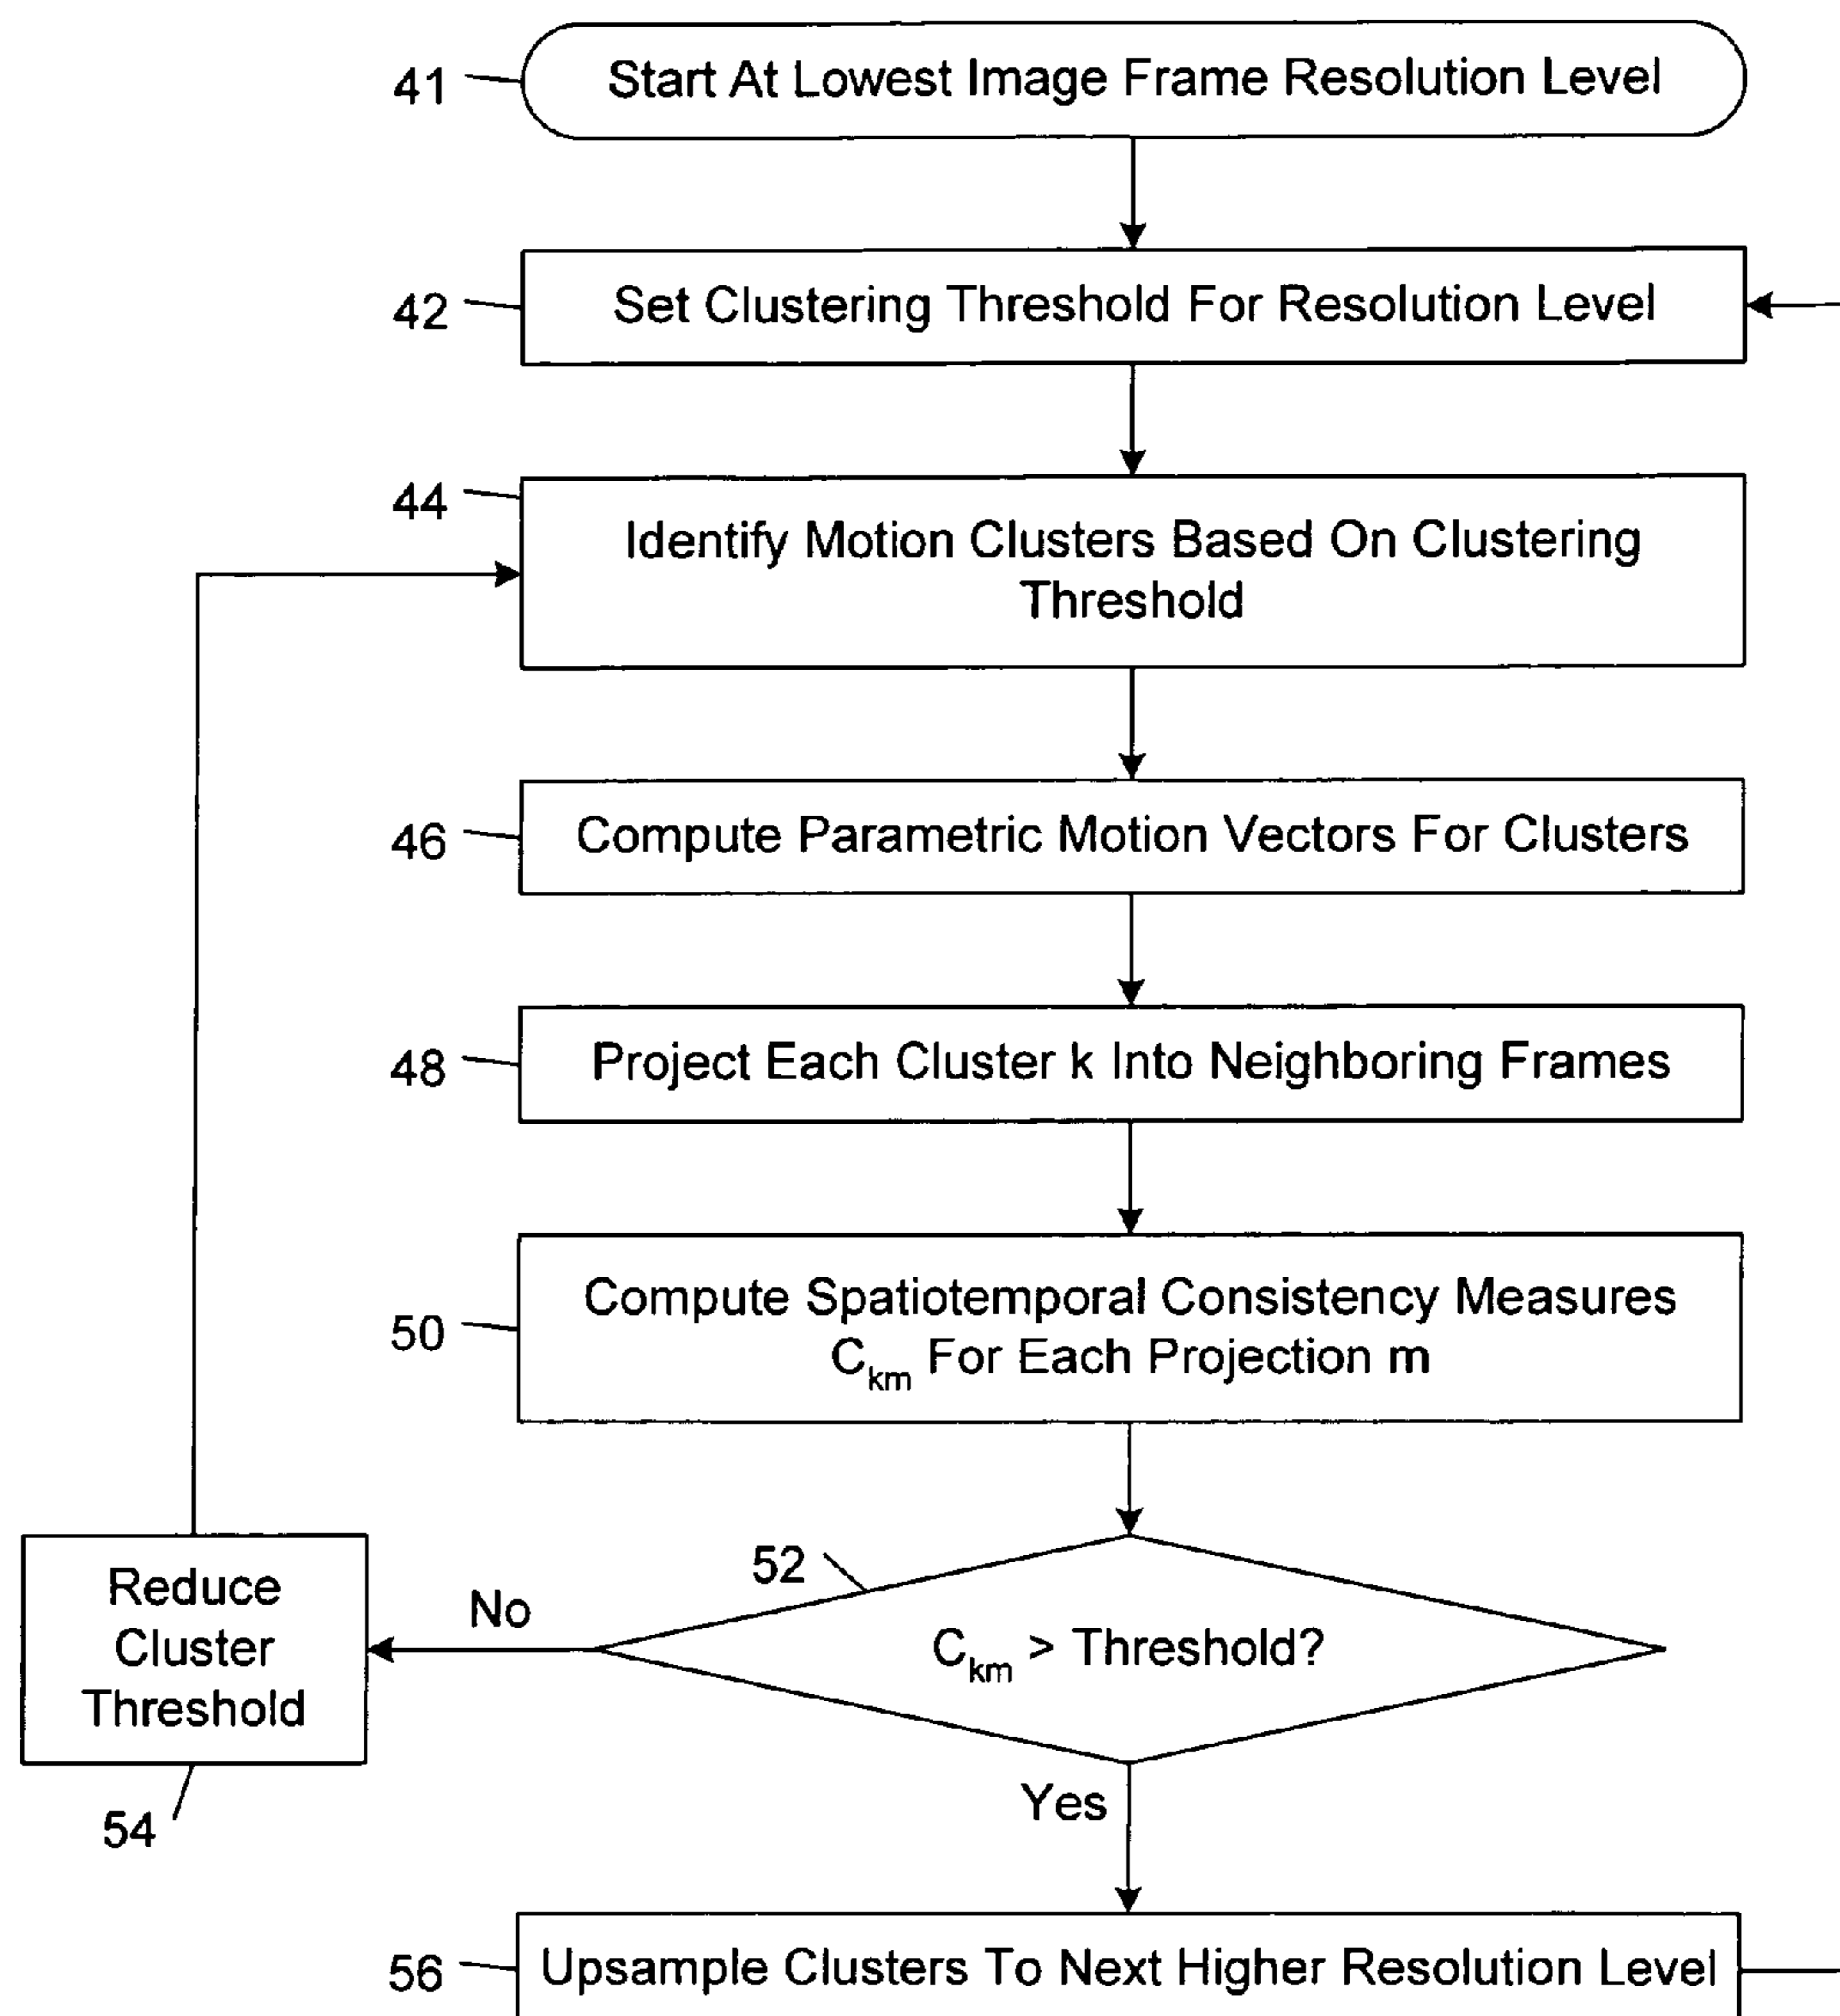 41
Start At Lowest Image Frame Resolution Level
42
Set Clustering Threshold For Resolution Level
44
Identify Motion Clusters Based On Clustering
Threshold
46
Compute Parametric Motion Vectors For Clusters
48
Project Each Cluster k Into Neighboring Frames
50
Compute Spatiotemporal Consistency Measures
Ckm For Each Projection m
52
Ckm > Threshold?
No
Reduce
Cluster
Threshold
54
Yes
56
Upsample Clusters To Next Higher Resolution Level